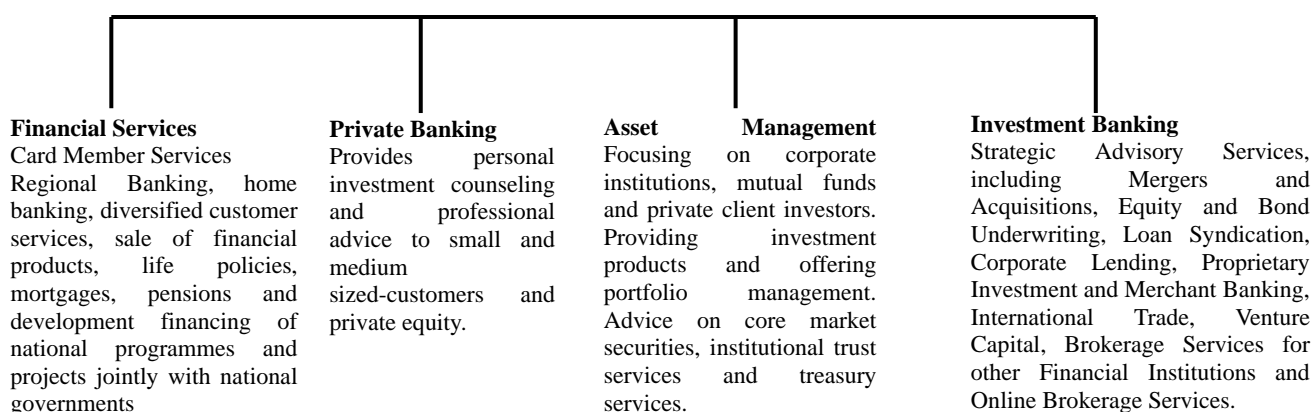 Financial Services
Card Member Services
Regional Banking, home
banking, diversified customer
services, sale of financial
products, life policies,
mortgages, pensions and
development financing of
national programmes and
projects jointly with national
governments
Private Banking
Provides personal
investment counseling
and professional
advice to small and
medium
sized-customers and
private equity.
Asset Management
Focusing on corporate
institutions, mutual funds
and private client investors.
Providing investment
products and offering
portfolio management.
Advice on core market
securities, institutional trust
services and treasury
services.
Investment Banking
Strategic Advisory Services,
including Mergers and
Acquisitions, Equity and Bond
Underwriting, Loan Syndication,
Corporate Lending, Proprietary
Investment and Merchant Banking,
International Trade, Venture
Capital, Brokerage Services for
other Financial Institutions and
Online Brokerage Services.